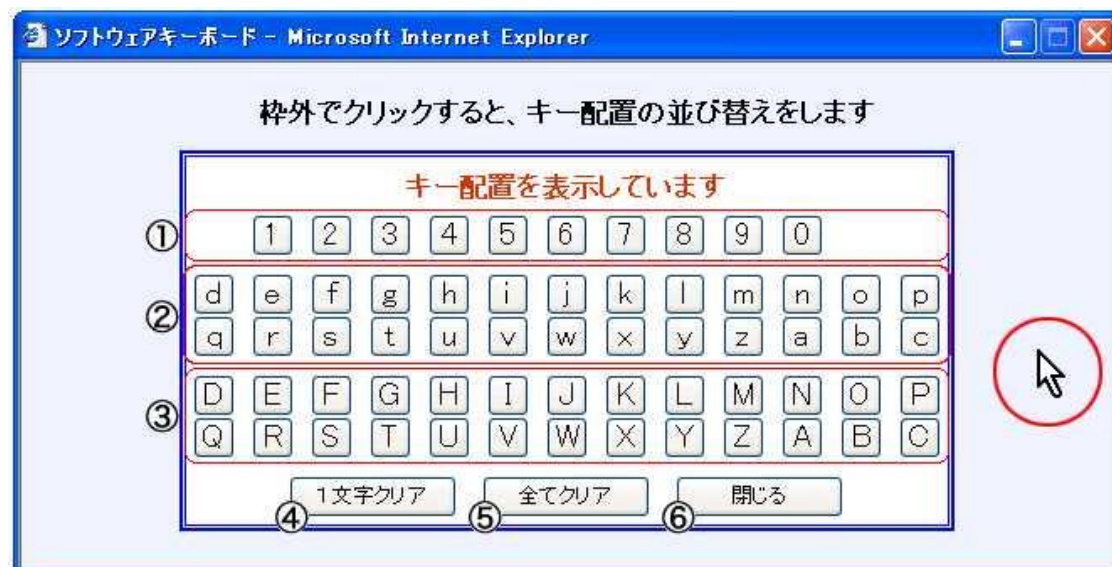 ソフトウェアキーボード - Microsoft Internet Explorer
枠外でクリックすると、キー配置の並び替えをします
キー配置を表示しています
① 1 2 3 4 5 6 7 8 9 0
② d e f g h i j k l m n o p
q r s t u v w x y z a b c
③ D E F G H I J K L M N O P
Q R S T U V W X Y Z A B C
④ 1文字クリア ⑤ 全てクリア ⑥ 閉じる